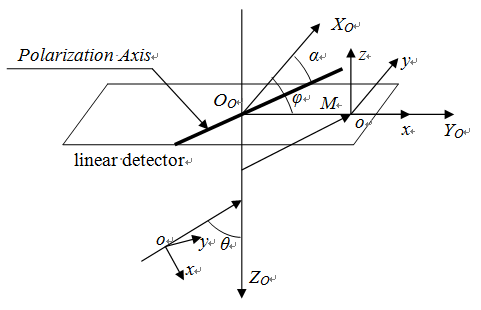 X_O
Polarization Axis
α
z
y
O_O
φ
M
o
x
Y_O
linear detector
o
y
θ
x
Z_O